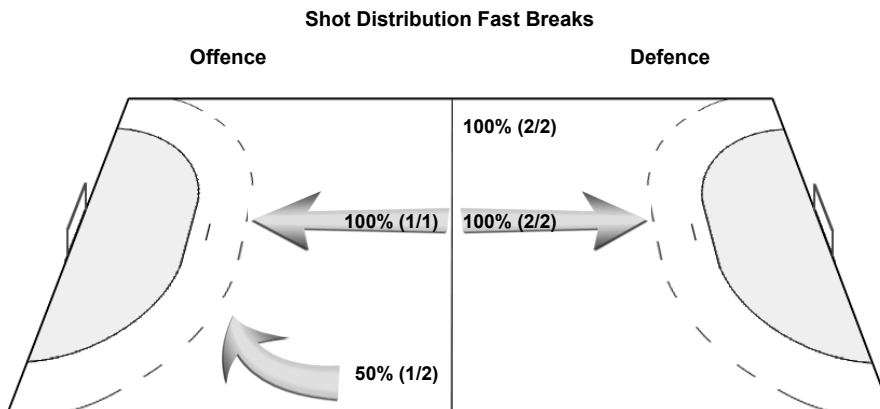 Shot Distribution Fast Breaks
Offence Defence
100% (2/2)
100% (1/1) 100% (2/2)
50% (1/2)